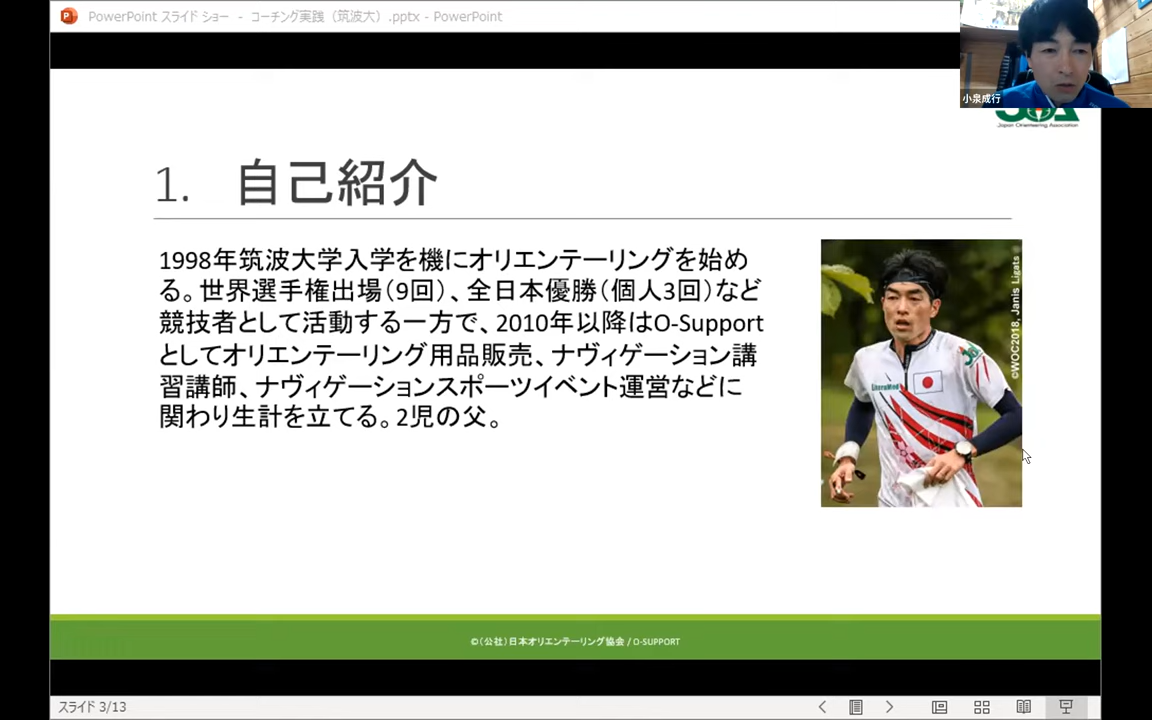 PowerPoint スライド ショー - コーチング実践（筑波大）.pptx - PowerPoint
小泉成行
Japan Orienteering Association
1. 自己紹介
1998年筑波大学入学を機にオリエンテーリングを始め
る。世界選手権出場（9回）、全日本優勝（個人3回）など
競技者として活動する一方で、2010年以降はO-Support
としてオリエンテーリング用品販売、ナヴィゲーション講
習講師、ナヴィゲーションスポーツイベント運営などに
関わり生計を立てる。2児の父。
©WOC2018, Janis Ligats
©（公社）日本オリエンテーリング協会 / O-SUPPORT
スライド 3/13